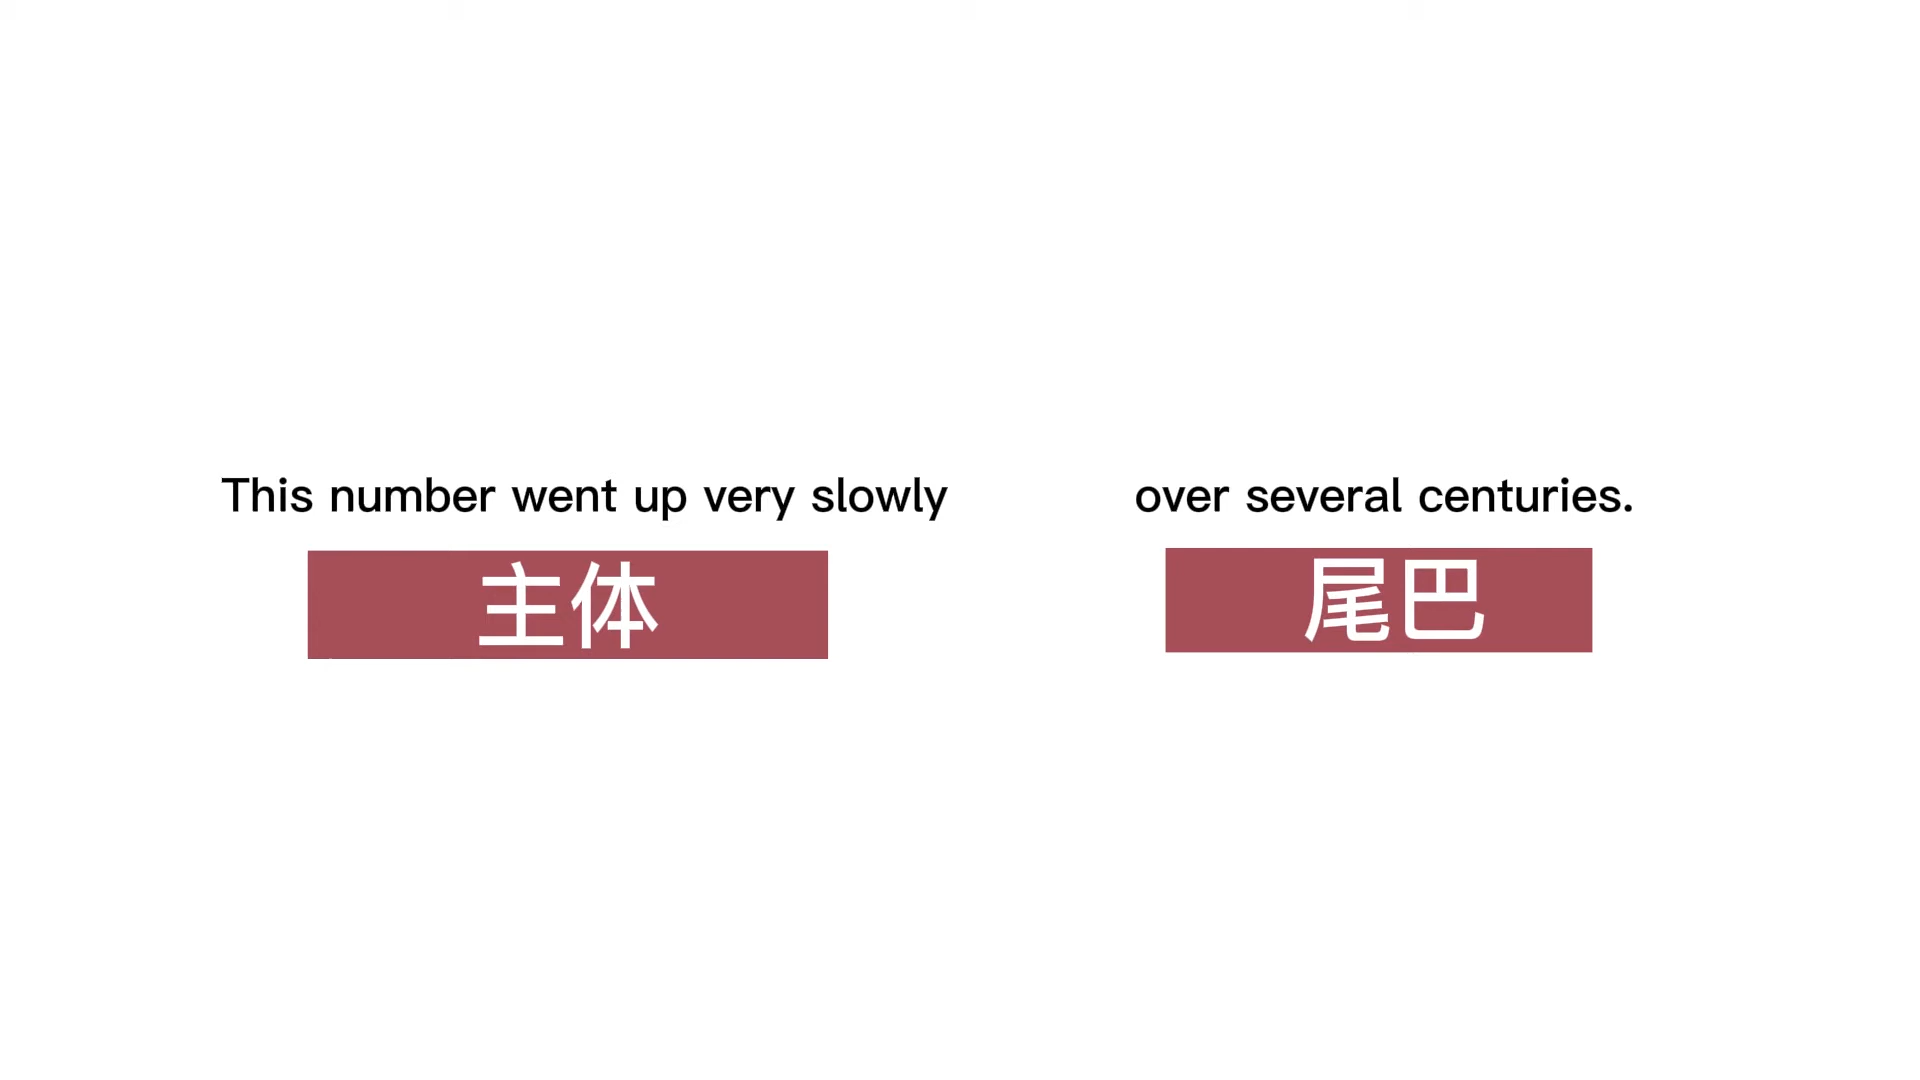 This number went up very slowly
over several centuries.
主体
尾巴